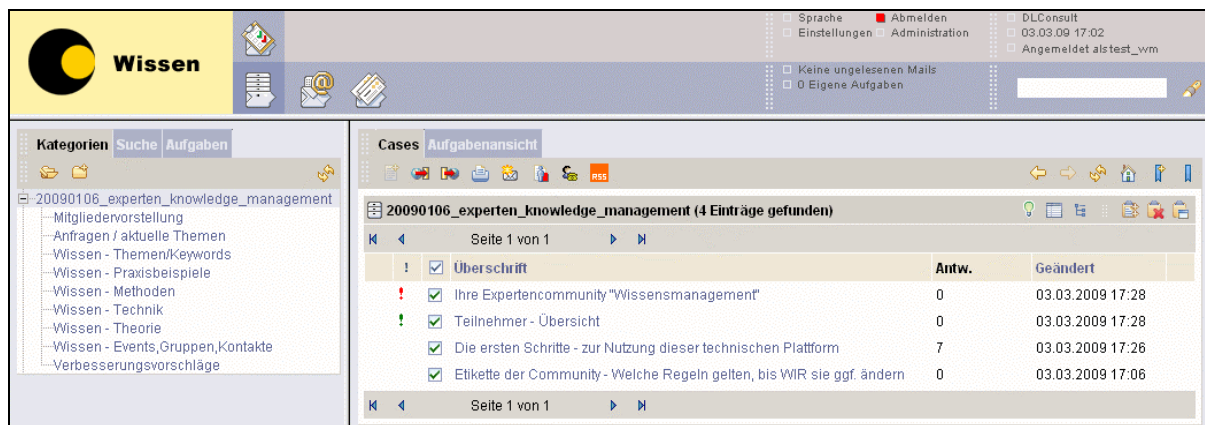 Wissen
Sprache Abmelden
Einstellungen Administration
DLConsult
03.03.09 17:02
Angemeldet als test_wm
Keine ungelesenen Mails
0 Eigene Aufgaben
Kategorien Suche Aufgaben
20090106_experten_knowledge_management
Mitgliedervorstellung
Anfragen / aktuelle Themen
Wissen - Themen/Keywords
Wissen - Praxisbeispiele
Wissen - Methoden
Wissen - Technik
Wissen - Theorie
Wissen - Events,Gruppen,Kontakte
Verbesserungsvorschläge
Cases Aufgabenansicht
RSS
20090106_experten_knowledge_management (4 Einträge gefunden)
Seite 1 von 1
! Überschrift Antw. Geändert
! Ihre Expertencommunity "Wissensmanagement" 0 03.03.2009 17:28
! Teilnehmer - Übersicht 0 03.03.2009 17:28
Die ersten Schritte - zur Nutzung dieser technischen Plattform 7 03.03.2009 17:26
Etikette der Community - Welche Regeln gelten, bis WIR sie ggf. ändern 0 03.03.2009 17:06
Seite 1 von 1